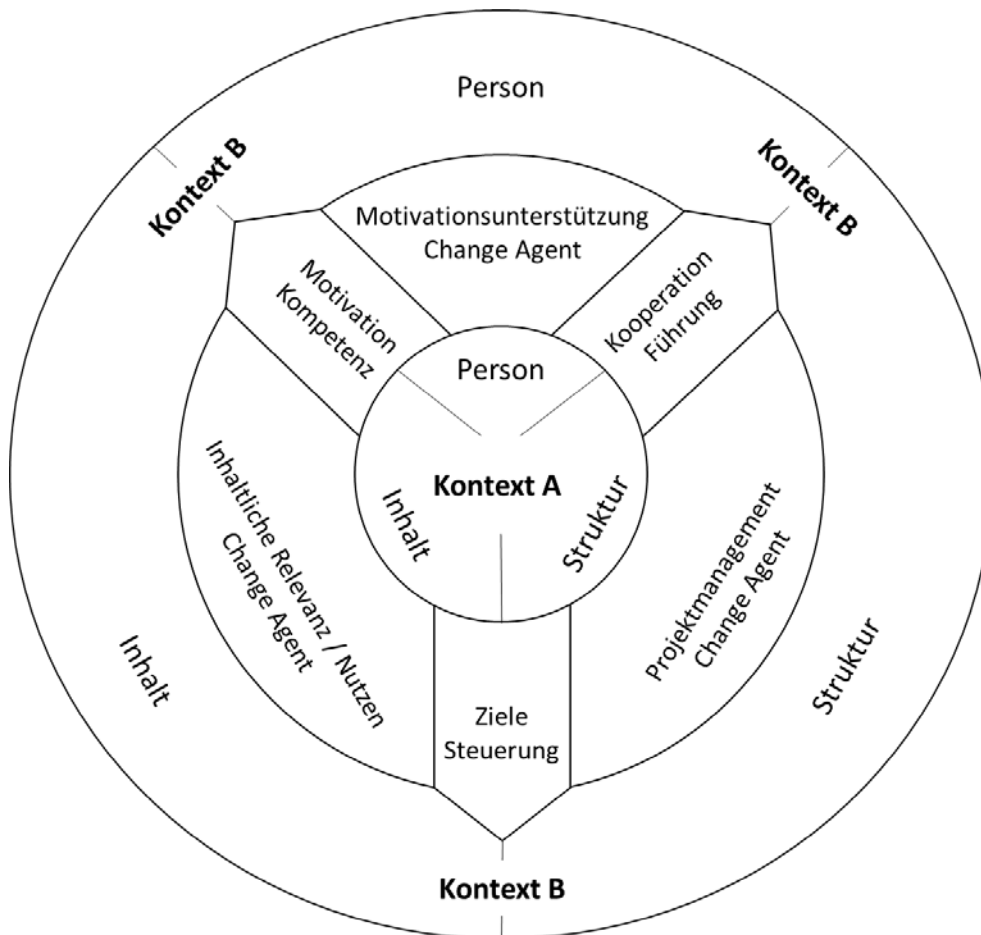 Person
Kontext B
Kontext B
Motivationsunterstützung
Change Agent
Motivation
Kompetenz
Kooperation
Führung
Person
Kontext A
Inhalt
Struktur
Inhaltliche Relevanz / Nutzen
Change Agent
Projektmanagement
Change Agent
Inhalt
Struktur
Ziele
Steuerung
Kontext B